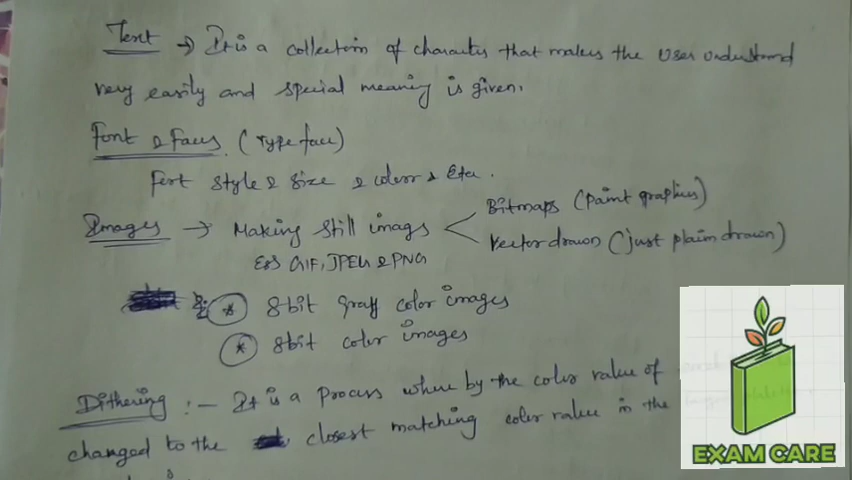 Text → It is a collection of characters that makes the user understand
very easily and special meaning is given.
Font & Faces. (Type face)
Font style & size & color & Etc.
Images → Making still images
Bitmaps (paint graphics)
Vector drawn (just plain drawn)
Ex: GIF, JPEG & PNG
* 8bit gray color images
* 8bit color images
Dithering :- It is a process where by the color value of
changed to the closest matching color value in the
EXAM CARE